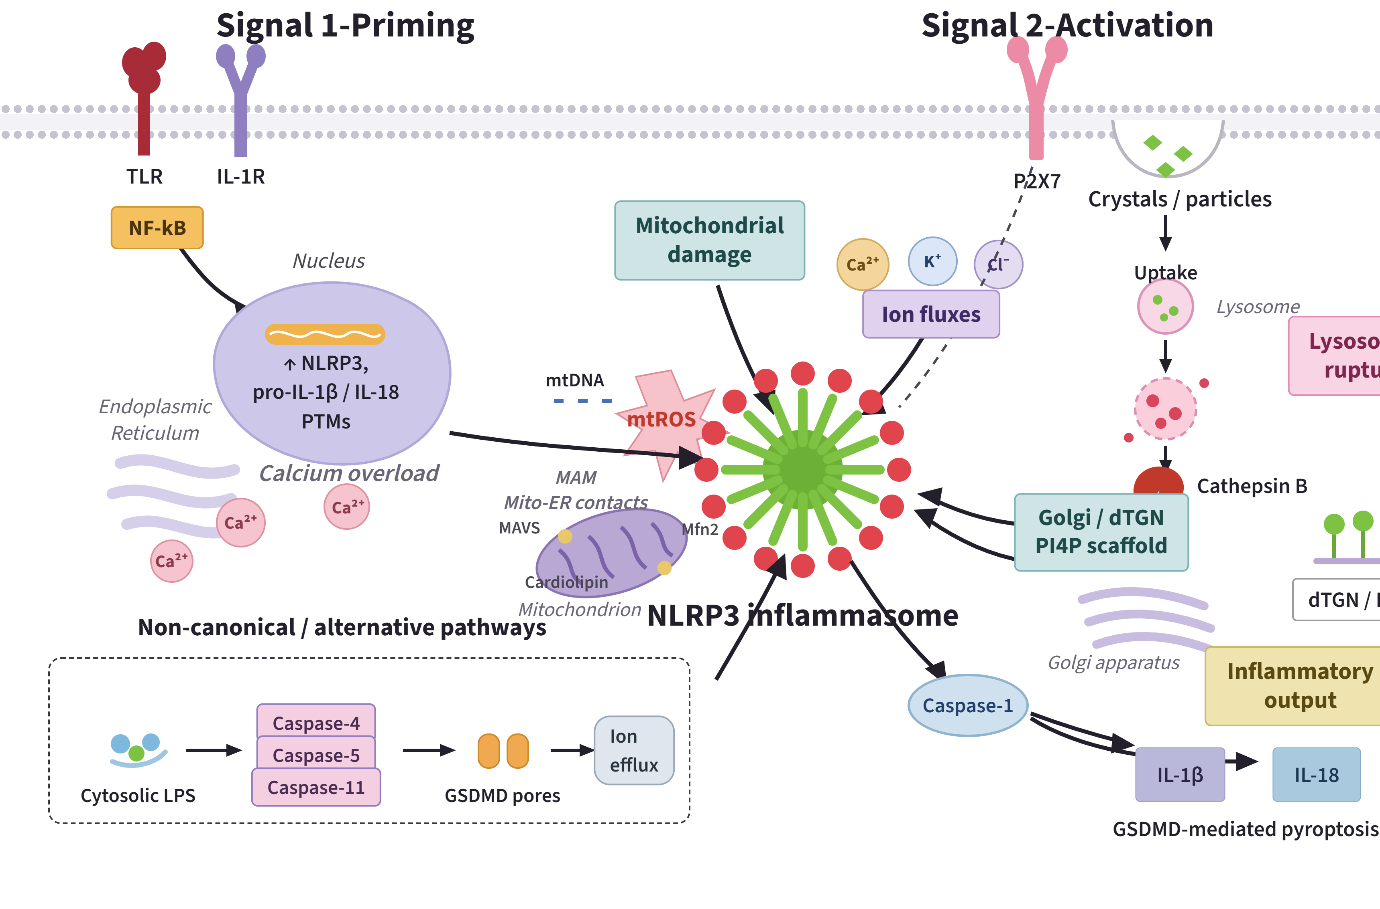 Signal 1-Priming
Signal 2-Activation
TLR
IL-1R
P2X7
Crystals / particles
NF-kB
Nucleus
Mitochondrial
damage
Ca²⁺
K⁺
Cl⁻
Ion fluxes
Uptake
Lysosome
Lysoso
ruptu
↑ NLRP3,
pro-IL-1β / IL-18
PTMs
mtDNA
mtROS
Endoplasmic
Reticulum
Calcium overload
Ca²⁺
Ca²⁺
Ca²⁺
MAM
Mito-ER contacts
MAVS
Mfn2
Cardiolipin
Mitochondrion
Cathepsin B
Golgi / dTGN
PI4P scaffold
dTGN /
Golgi apparatus
NLRP3 inflammasome
Non-canonical / alternative pathways
Inflammatory
output
Caspase-1
Caspase-4
Caspase-5
Caspase-11
Ion
efflux
Cytosolic LPS
GSDMD pores
IL-1β
IL-18
GSDMD-mediated pyroptosis